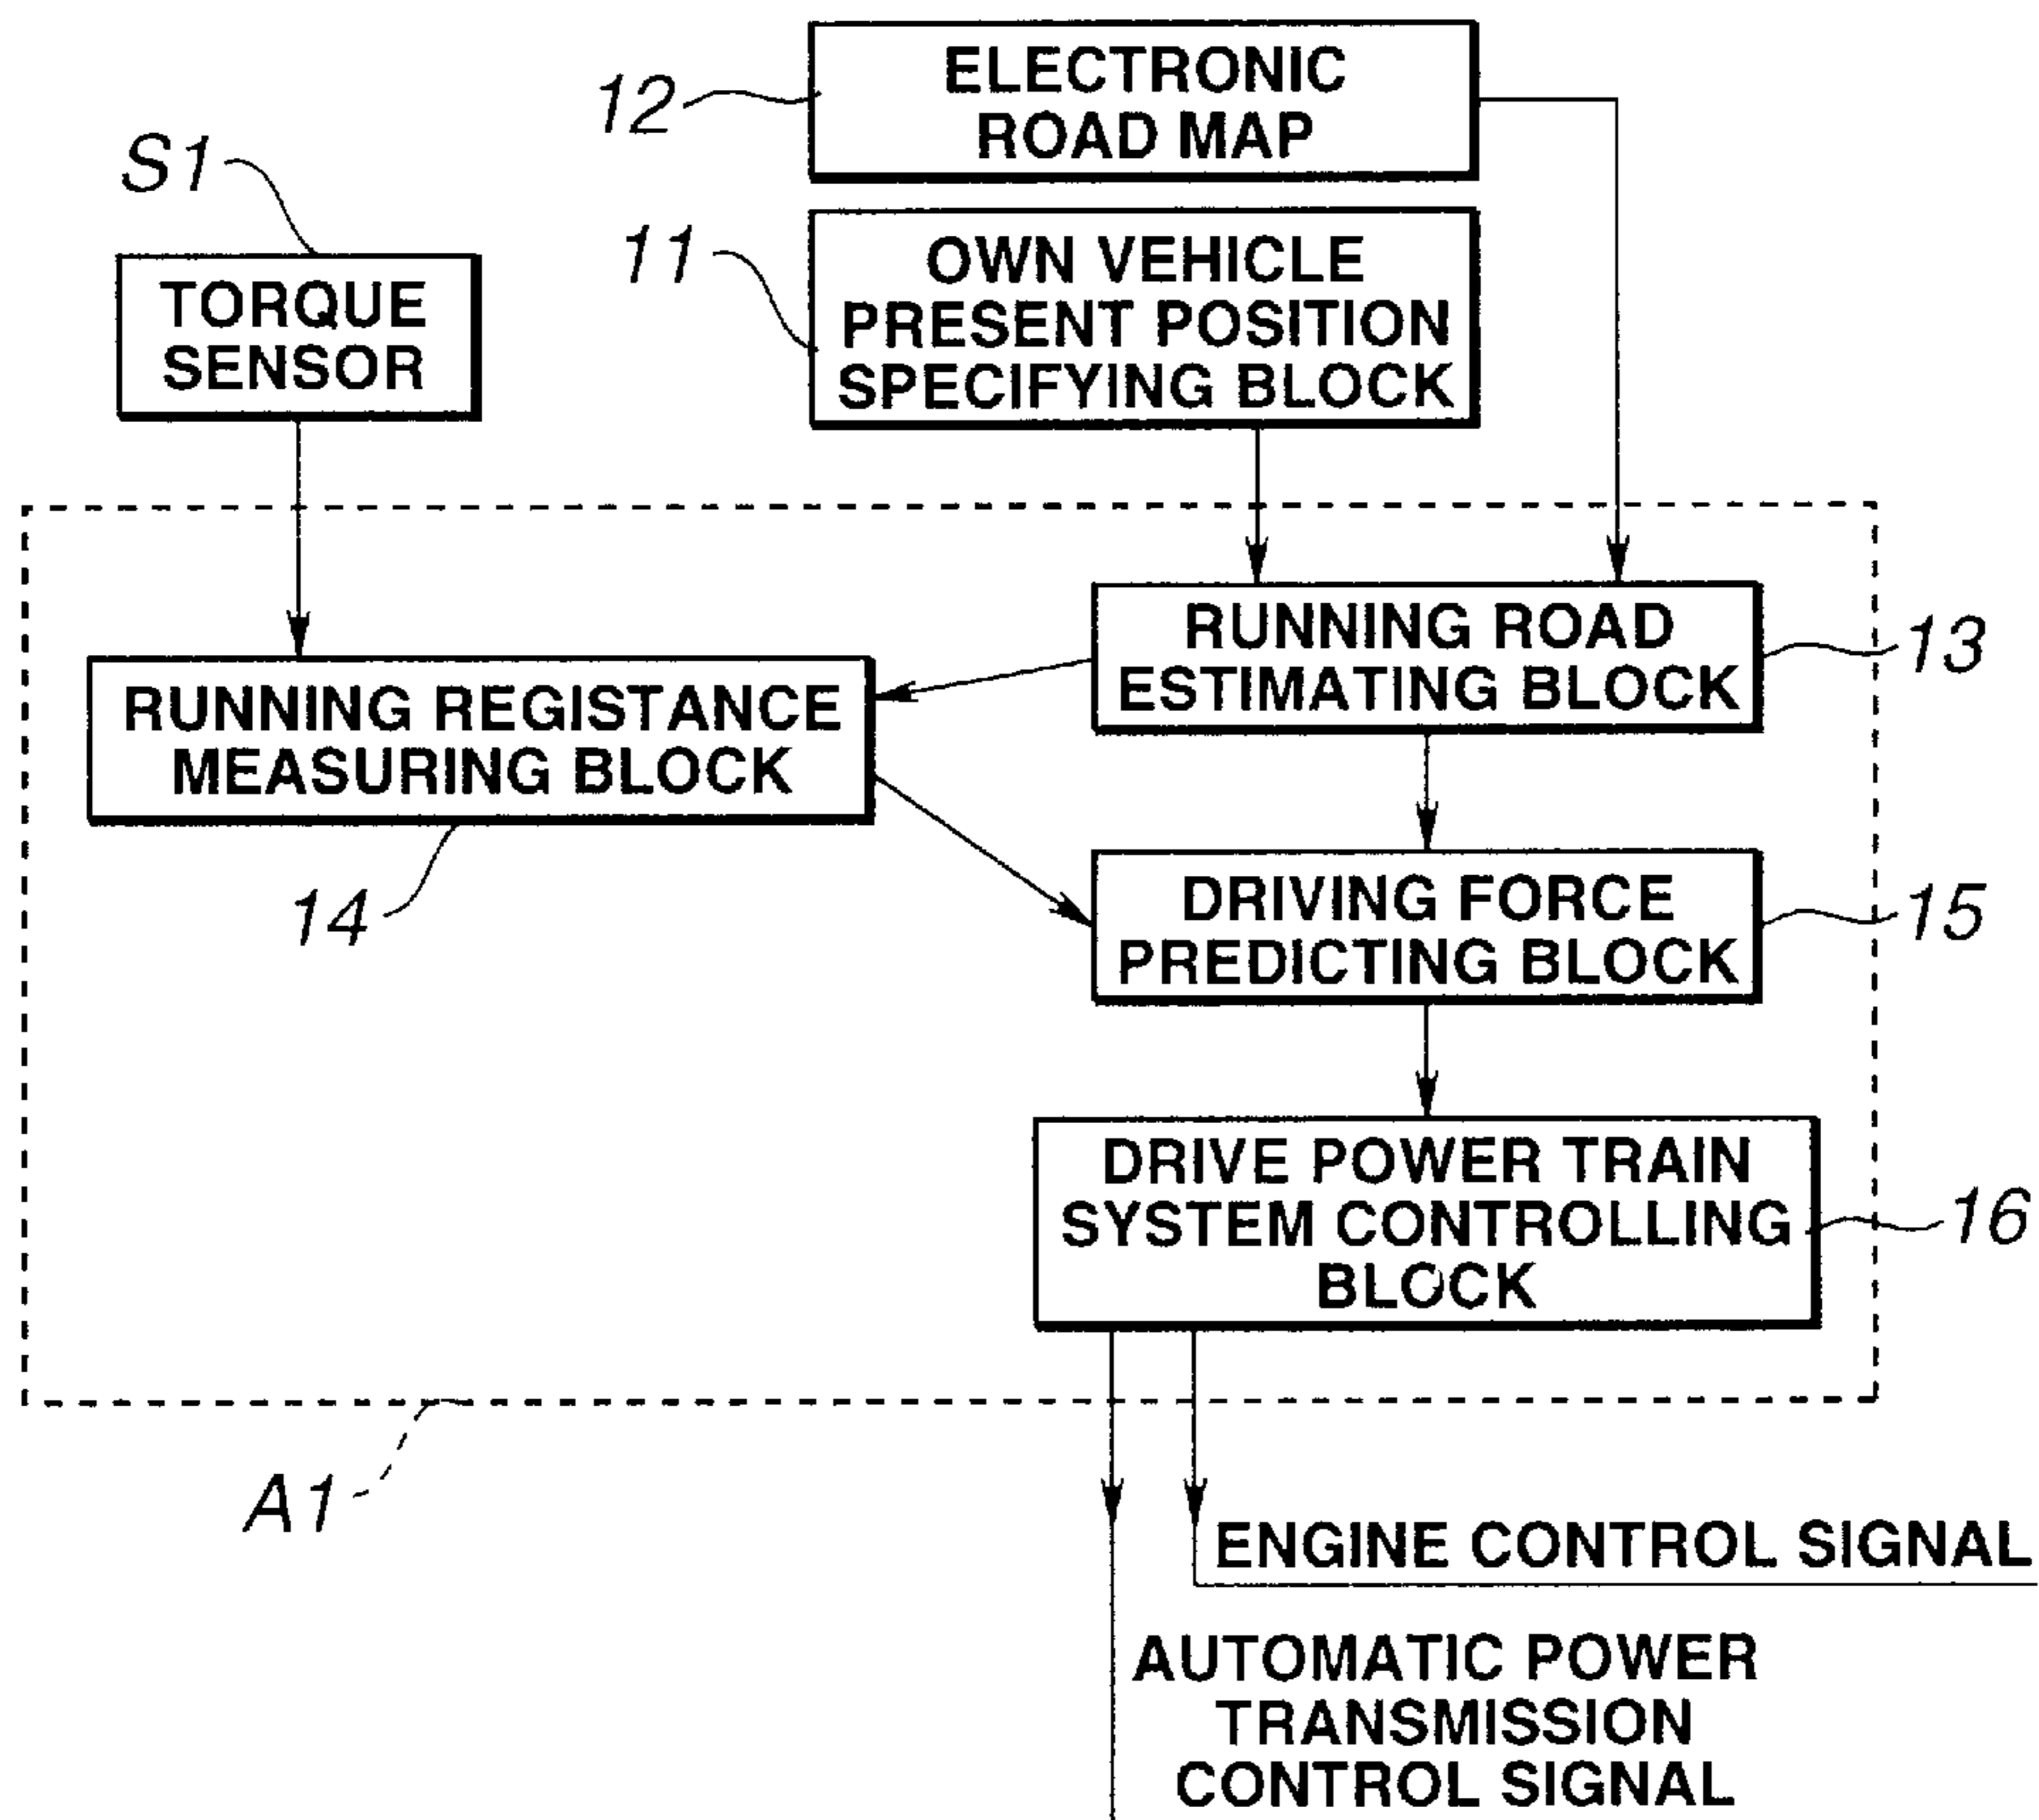 12
ELECTRONIC
ROAD MAP
S1
TORQUE
SENSOR
11
OWN VEHICLE
PRESENT POSITION
SPECIFYING BLOCK
RUNNING ROAD
ESTIMATING BLOCK
13
RUNNING REGISTANCE
MEASURING BLOCK
14
DRIVING FORCE
PREDICTING BLOCK
15
DRIVE POWER TRAIN
SYSTEM CONTROLLING
BLOCK
16
A1
ENGINE CONTROL SIGNAL
AUTOMATIC POWER
TRANSMISSION
CONTROL SIGNAL